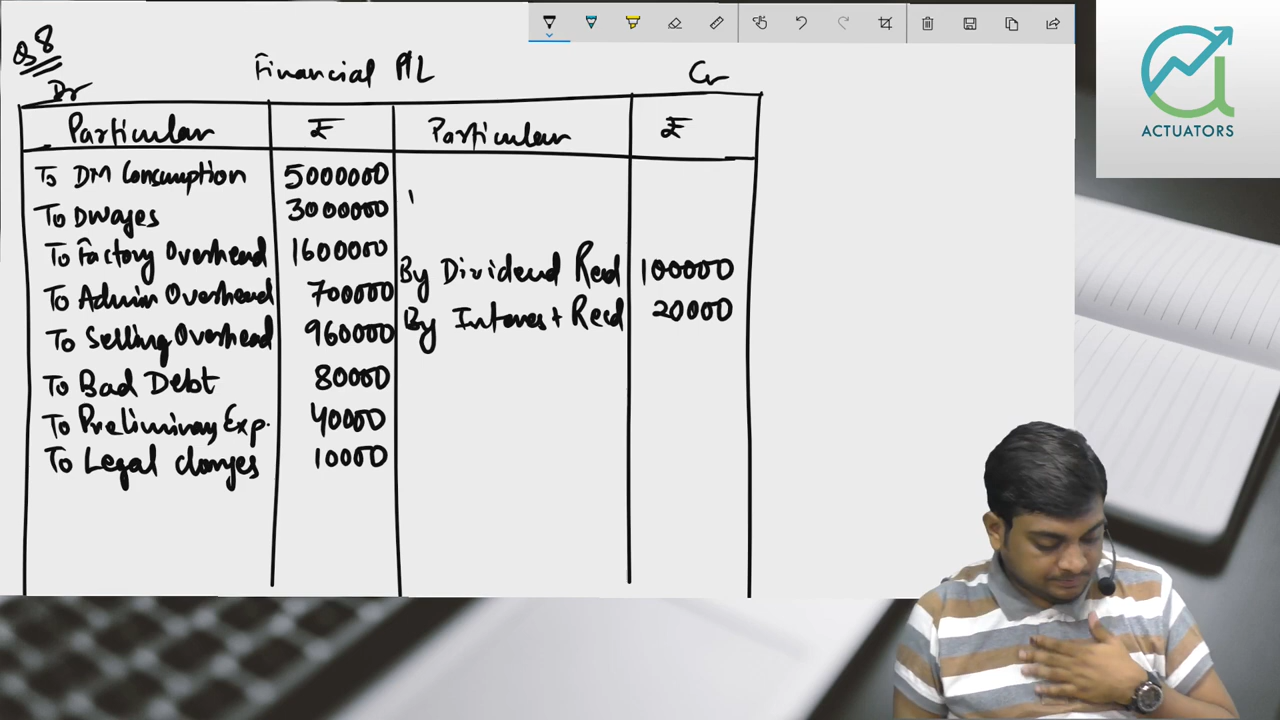 Q8
Financial P/L
Dr
Cr
Particular ₹ Particular ₹
To DM Consumption 5000000
To Dwages 3000000
To Factory Overhead 1600000
By Dividend Recd 100000
To Admin Overhead 700000
By Interest Recd 20000
To Selling Overhead 960000
To Bad Debt 80000
To Preliminary Exp. 40000
To Legal charges 10000
ACTUATORS